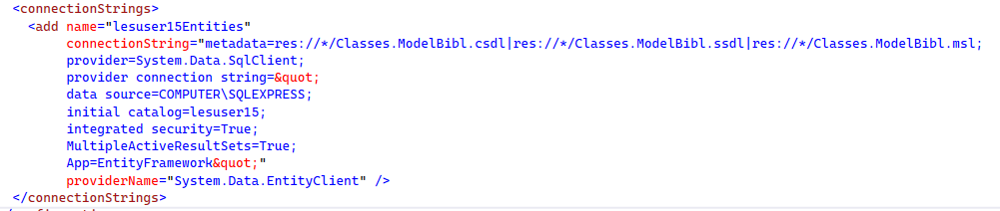 <connectionStrings>
<add name="lesuser15Entities"
connectionString="metadata=res://*/Classes.ModelBibl.csdl|res://*/Classes.ModelBibl.ssdl|res://*/Classes.ModelBibl.msl;
provider=System.Data.SqlClient;
provider connection string=&quot;
data source=COMPUTER\SQLEXPRESS;
initial catalog=lesuser15;
integrated security=True;
MultipleActiveResultSets=True;
App=EntityFramework&quot;"
providerName="System.Data.EntityClient" />
</connectionStrings>